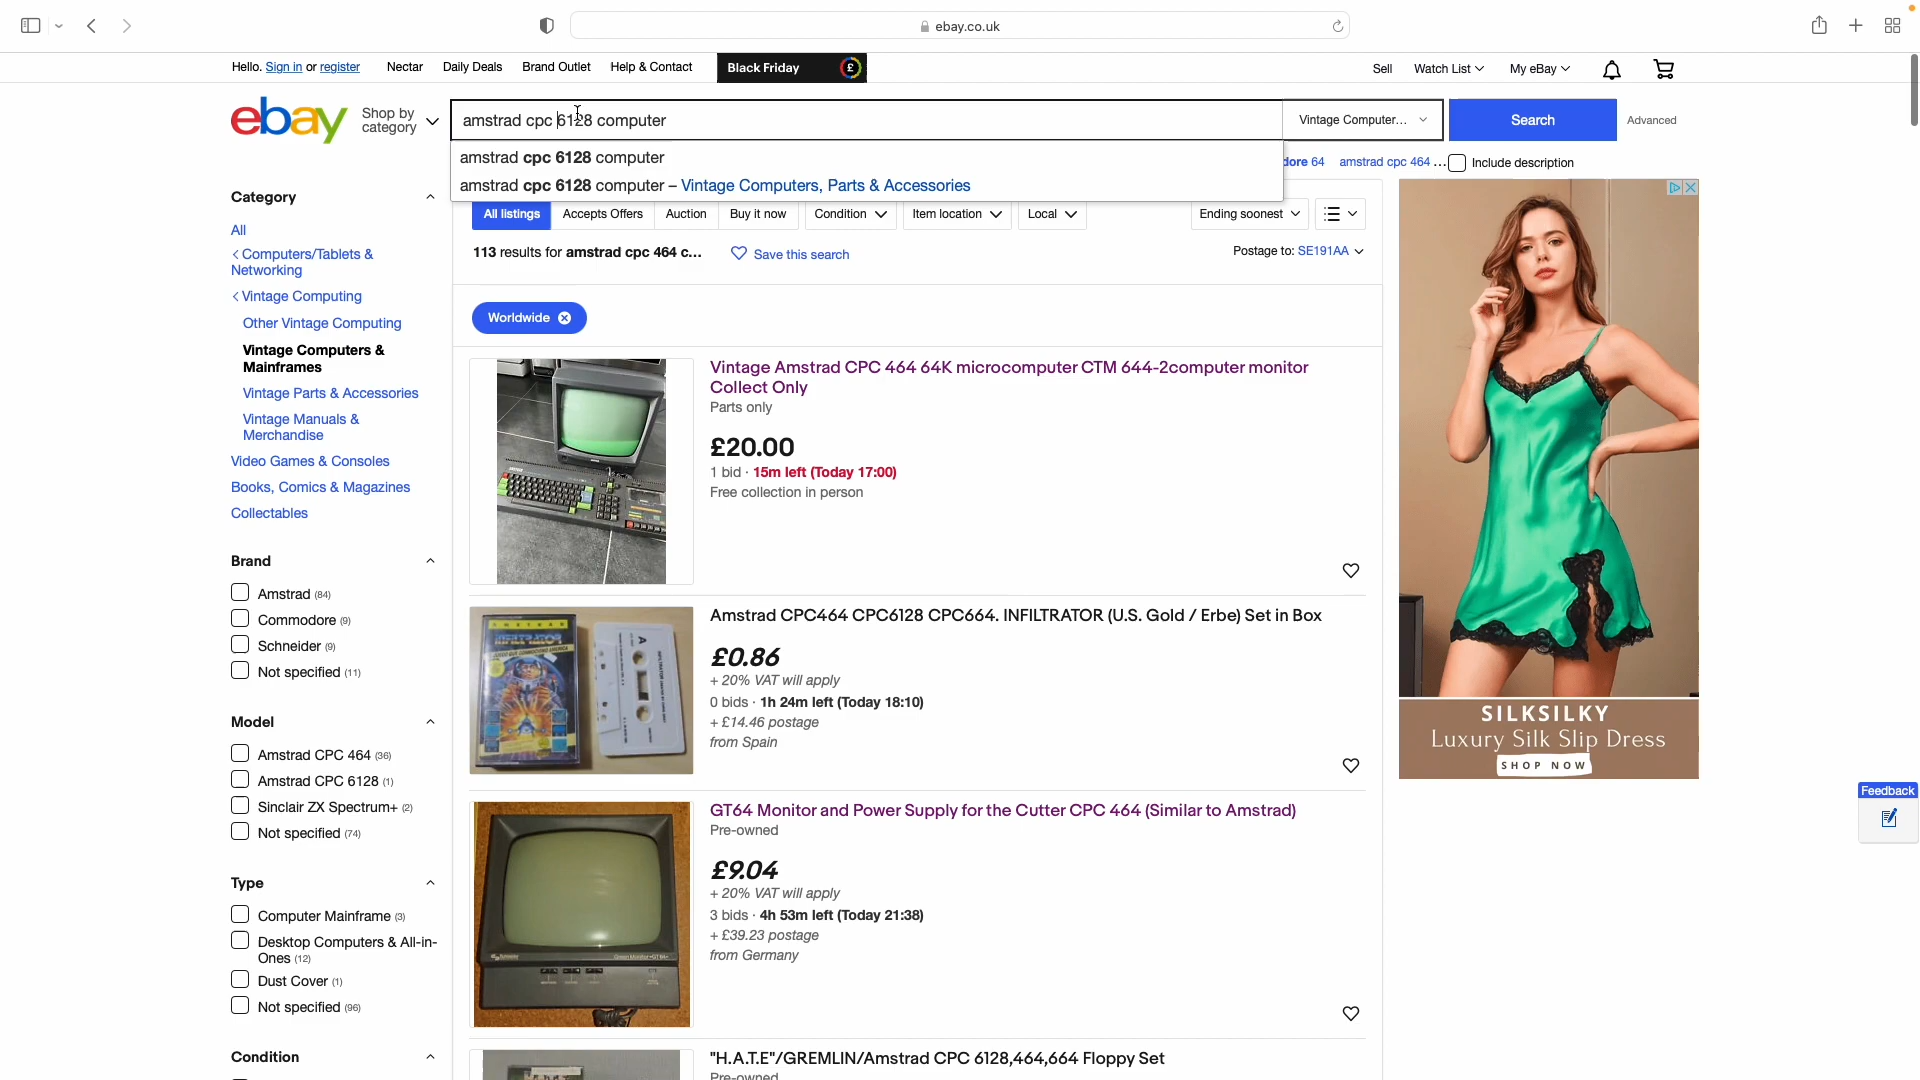 ebay.co.uk
Hello. Sign in or register
Nectar
Daily Deals
Brand Outlet
Help & Contact
Black Friday
£
Sell
Watch List
My eBay
ebay
Shop by
category
amstrad cpc 6128 computer
Vintage Computer...
Search
Advanced
amstrad cpc 6128 computer
amstrad cpc 6128 computer – Vintage Computers, Parts & Accessories
64
amstrad cpc 464 ...
Include description
Category
All
< Computers/Tablets &
Networking
< Vintage Computing
Other Vintage Computing
Vintage Computers &
Mainframes
Vintage Parts & Accessories
Vintage Manuals &
Merchandise
Video Games & Consoles
Books, Comics & Magazines
Collectables
Brand
Amstrad (84)
Commodore (9)
Schneider (9)
Not specified (11)
Model
Amstrad CPC 464 (36)
Amstrad CPC 6128 (1)
Sinclair ZX Spectrum+ (2)
Not specified (74)
Type
Computer Mainframe (3)
Desktop Computers & All-in-
Ones (12)
Dust Cover (1)
Not specified (96)
Condition
All listings
Accepts Offers
Auction
Buy it now
Condition
Item location
Local
Ending soonest
113 results for amstrad cpc 464 c...
Save this search
Postage to: SE191AA
Worldwide
Vintage Amstrad CPC 464 64K microcomputer CTM 644-2computer monitor
Collect Only
Parts only
£20.00
1 bid · 15m left (Today 17:00)
Free collection in person
Amstrad CPC464 CPC6128 CPC664. INFILTRATOR (U.S. Gold / Erbe) Set in Box
£0.86
+ 20% VAT will apply
0 bids · 1h 24m left (Today 18:10)
+ £14.46 postage
from Spain
GT64 Monitor and Power Supply for the Cutter CPC 464 (Similar to Amstrad)
Pre-owned
£9.04
+ 20% VAT will apply
3 bids · 4h 53m left (Today 21:38)
+ £39.23 postage
from Germany
"H.A.T.E"/GREMLIN/Amstrad CPC 6128,464,664 Floppy Set
Pre-owned
SILKSILKY
Luxury Silk Slip Dress
SHOP NOW
Feedback